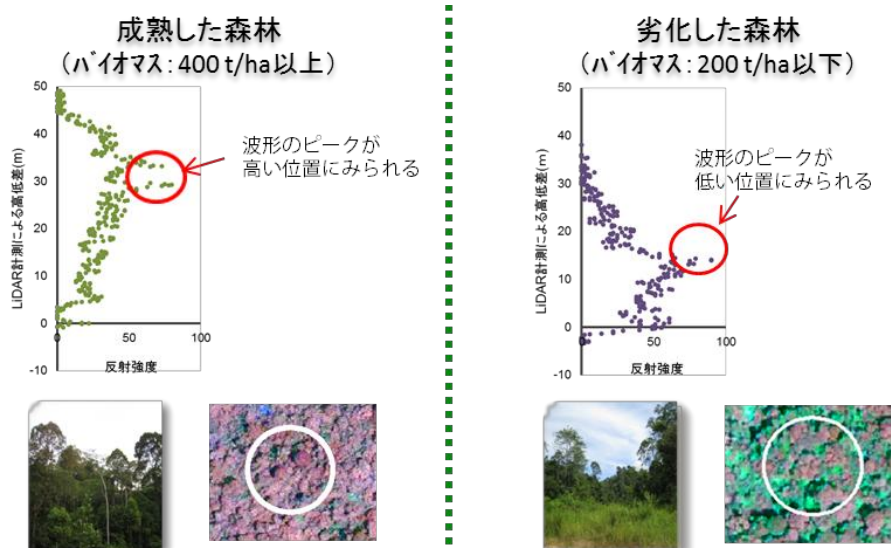 成熟した森林
（ﾊﾞｲｵﾏｽ：400 t/ha以上）
50
40
30
20
10
0
-10
0
50
100
LiDAR計測による高低差(m)
反射強度
波形のピークが
高い位置にみられる
劣化した森林
（ﾊﾞｲｵﾏｽ：200 t/ha以下）
50
40
30
20
10
0
-10
0
50
100
LiDAR計測による高低差(m)
反射強度
波形のピークが
低い位置にみられる